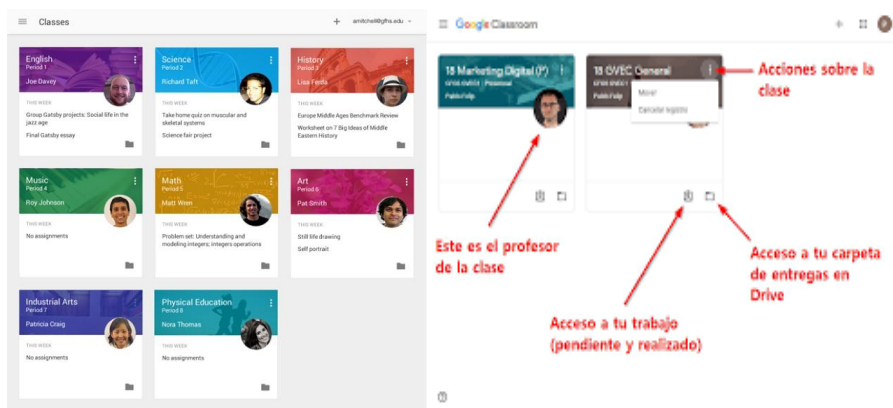 Classes
amitchell@gfhs.edu
English
Period 1
Joe Davey
THIS WEEK
Group Gatsby projects: Social life in the
jazz age
Final Gatsby essay
Science
Period 2
Richard Taft
THIS WEEK
Take home quiz on muscular and
skeletal systems
Science fair project
History
Period 3
Lisa Ferda
THIS WEEK
Europe Middle Ages Benchmark Review
Worksheet on 7 Big Ideas of Middle
Eastern History
Music
Period 4
Roy Johnson
THIS WEEK
No assignments
Math
Period 5
Matt Wren
THIS WEEK
Problem set: Understanding and
modeling integers; integers operations
Art
Period 6
Pat Smith
THIS WEEK
Still life drawing
Self portrait
Industrial Arts
Period 7
Patricia Craig
THIS WEEK
No assignments
Physical Education
Period 8
Nora Thomas
THIS WEEK
No assignments
Google Classroom
18 Marketing Digital (P)
18 GVEC General
Mover
Cancelar registro
Acciones sobre la
clase
Este es el profesor
de la clase
Acceso a tu trabajo
(pendiente y realizado)
Acceso a tu carpeta
de entregas en
Drive